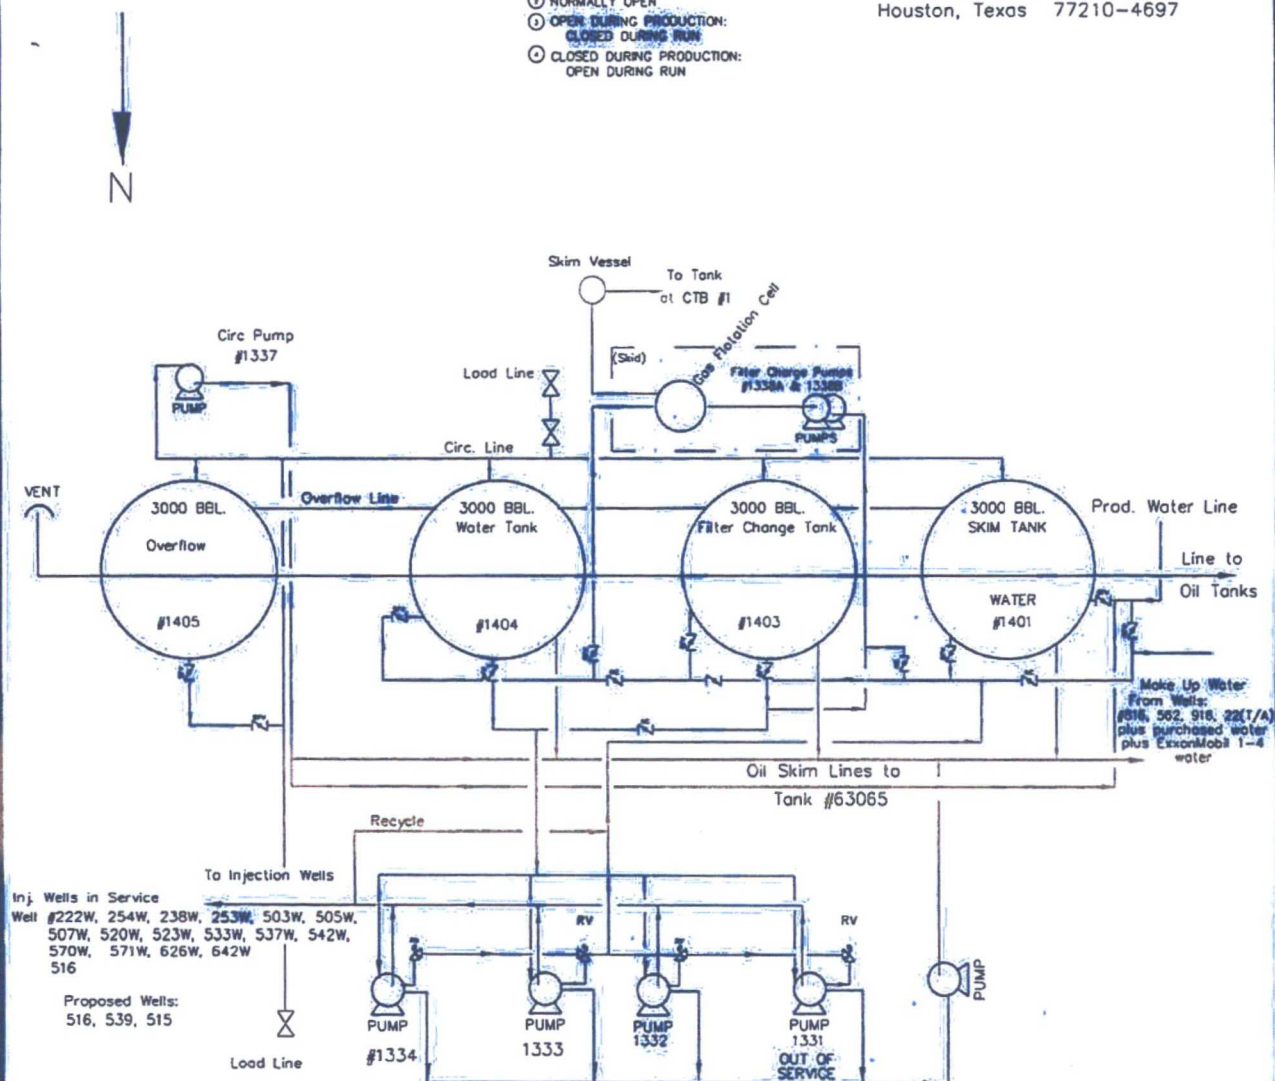 ② NORMALLY OPEN
③ OPEN DURING PRODUCTION:
CLOSED DURING RUN
④ CLOSED DURING PRODUCTION:
OPEN DURING RUN
Houston, Texas 77210-4697
N
Skim Vessel
To Tank
at CTB #1
Gas Flotation Cell
(Skid)
Circ Pump
#1337
PUMP
Load Line
Filter Charge Pumps
#1338A & 1338B
PUMPS
Circ. Line
VENT
3000 BBL.
Overflow
#1405
Overflow Line
3000 BBL.
Water Tank
#1404
3000 BBL.
Filter Change Tank
#1403
3000 BBL.
SKIM TANK
WATER
#1401
Prod. Water Line
Line to
Oil Tanks
Make Up Water
From Wells:
562, 916, 22(T/A)
plus purchased water
plus ExxonMobil 1-4
water
Oil Skim Lines to
Tank #63065
Recycle
To Injection Wells
Inj. Wells in Service
Well #222W, 254W, 238W, 253W, 503W, 505W,
507W, 520W, 523W, 533W, 537W, 542W,
570W, 571W, 626W, 642W
516
Proposed Wells:
516, 539, 515
Load Line
RV
RV
PUMP
#1334
PUMP
1333
PUMP
1332
PUMP
1331
OUT OF
SERVICE
PUMP